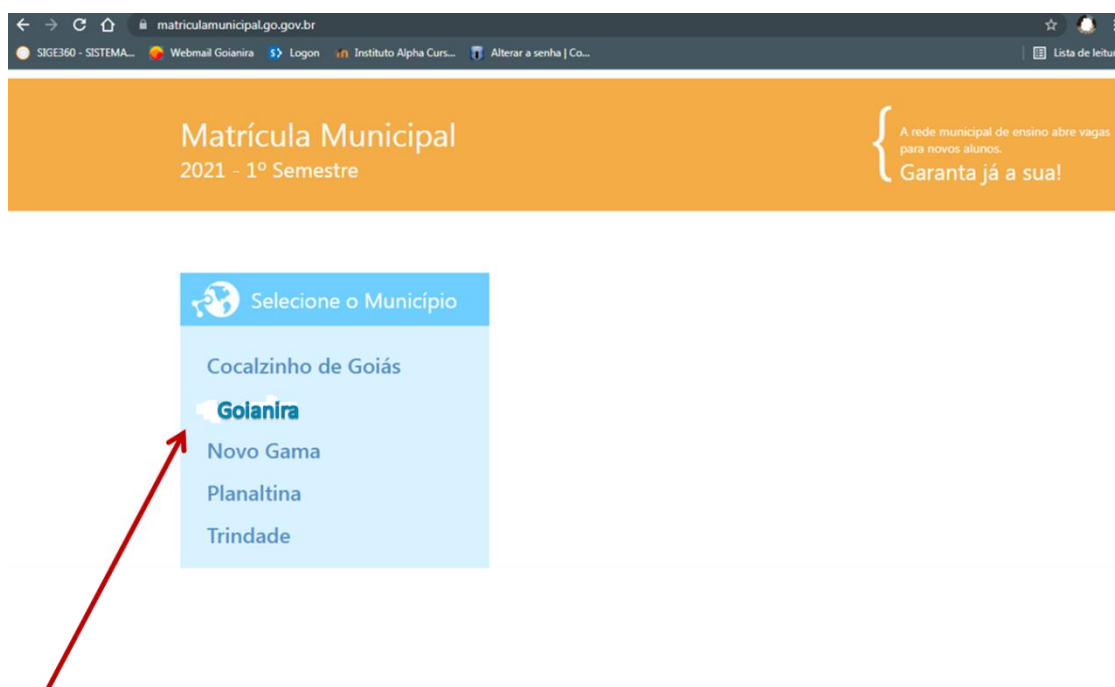 matriculamunicipal.go.gov.br
SIGE360 - SISTEMA... Webmail Goianira Logon Instituto Alpha Curs... Alterar a senha | Co... Lista de leitur
Matrícula Municipal
2021 - 1º Semestre
A rede municipal de ensino abre vagas
para novos alunos.
Garanta já a sua!
Selecione o Município
Cocalzinho de Goiás
Goianira
Novo Gama
Planaltina
Trindade